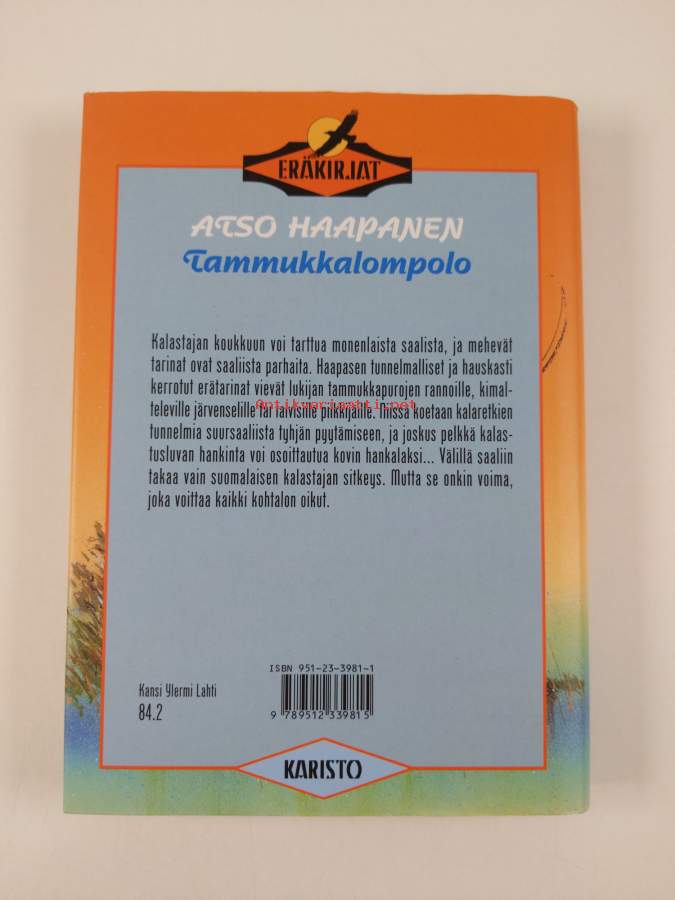 ERÄKIRJAT
ATSO HAAPANEN
Tammukkalompolo
Kalastajan koukkuun voi tarttua monenlaista saalista, ja mehevät
tarinat ovat saaliista parhaita. Haapasen tunnelmalliset ja hauskasti
kerrotut erätarinat vievät lukijan tammukkapurojen rannoille, kimal-
televille järvenselille tai talvisille pilkkijäille. Niissä koetaan kalaretkien
Antikvariaatti.net
tunnelmia suursaaliista tyhjän pyytämiseen, ja joskus pelkkä kalas-
tusluvan hankinta voi osoittautua kovin hankalaksi... Välillä saaliin
takaa vain suomalaisen kalastajan sitkeys. Mutta se onkin voima,
joka voittaa kaikki kohtalon oikut.
ISBN 951-23-3981-1
9 789512 339815
Kansi Ylermi Lahti
84.2
KARISTO